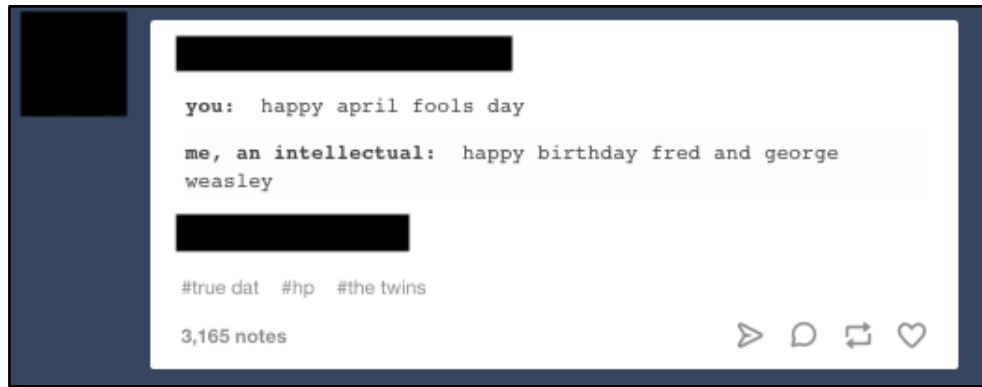 you: happy april fools day
me, an intellectual: happy birthday fred and george
weasley
#true dat #hp #the twins
3,165 notes